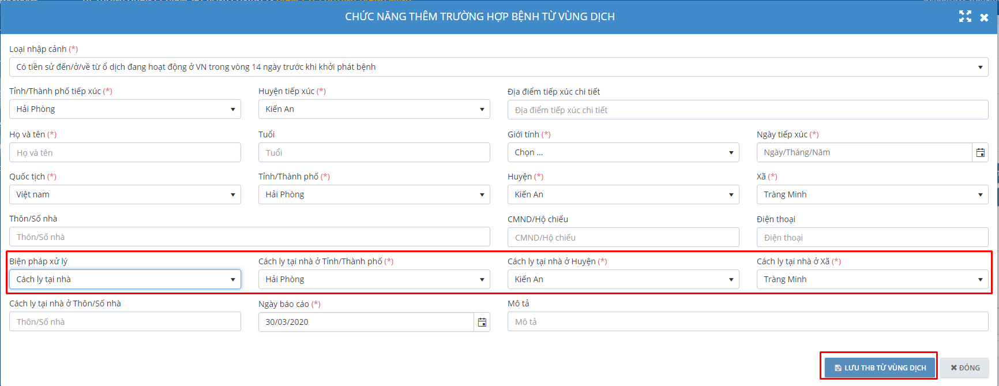 CHỨC NĂNG THÊM TRƯỜNG HỢP BỆNH TỪ VÙNG DỊCH
Loại nhập cảnh (*)
Có tiền sử đến/ở/về từ ổ dịch đang hoạt động ở VN trong vòng 14 ngày trước khi khởi phát bệnh
Tỉnh/Thành phố tiếp xúc (*) Huyện tiếp xúc (*) Địa điểm tiếp xúc chi tiết
Hải Phòng Kiến An Địa điểm tiếp xúc chi tiết
Họ và tên (*) Tuổi Giới tính (*) Ngày tiếp xúc (*)
Họ và tên Tuổi Chọn ... Ngày/Tháng/Năm
Quốc tịch (*) Tỉnh/Thành phố (*) Huyện (*) Xã (*)
Việt nam Hải Phòng Kiến An Tràng Minh
Thôn/Số nhà CMND/Hộ chiếu Điện thoại
Thôn/Số nhà CMND/Hộ chiếu Điện thoại
Biện pháp xử lý Cách ly tại nhà ở Tỉnh/Thành phố (*) Cách ly tại nhà ở Huyện (*) Cách ly tại nhà ở Xã (*)
Cách ly tại nhà Hải Phòng Kiến An Tràng Minh
Cách ly tại nhà ở Thôn/Số nhà Ngày báo cáo (*) Mô tả
Thôn/Số nhà 30/03/2020 Mô tả
LƯU THB TỪ VÙNG DỊCH ĐÓNG